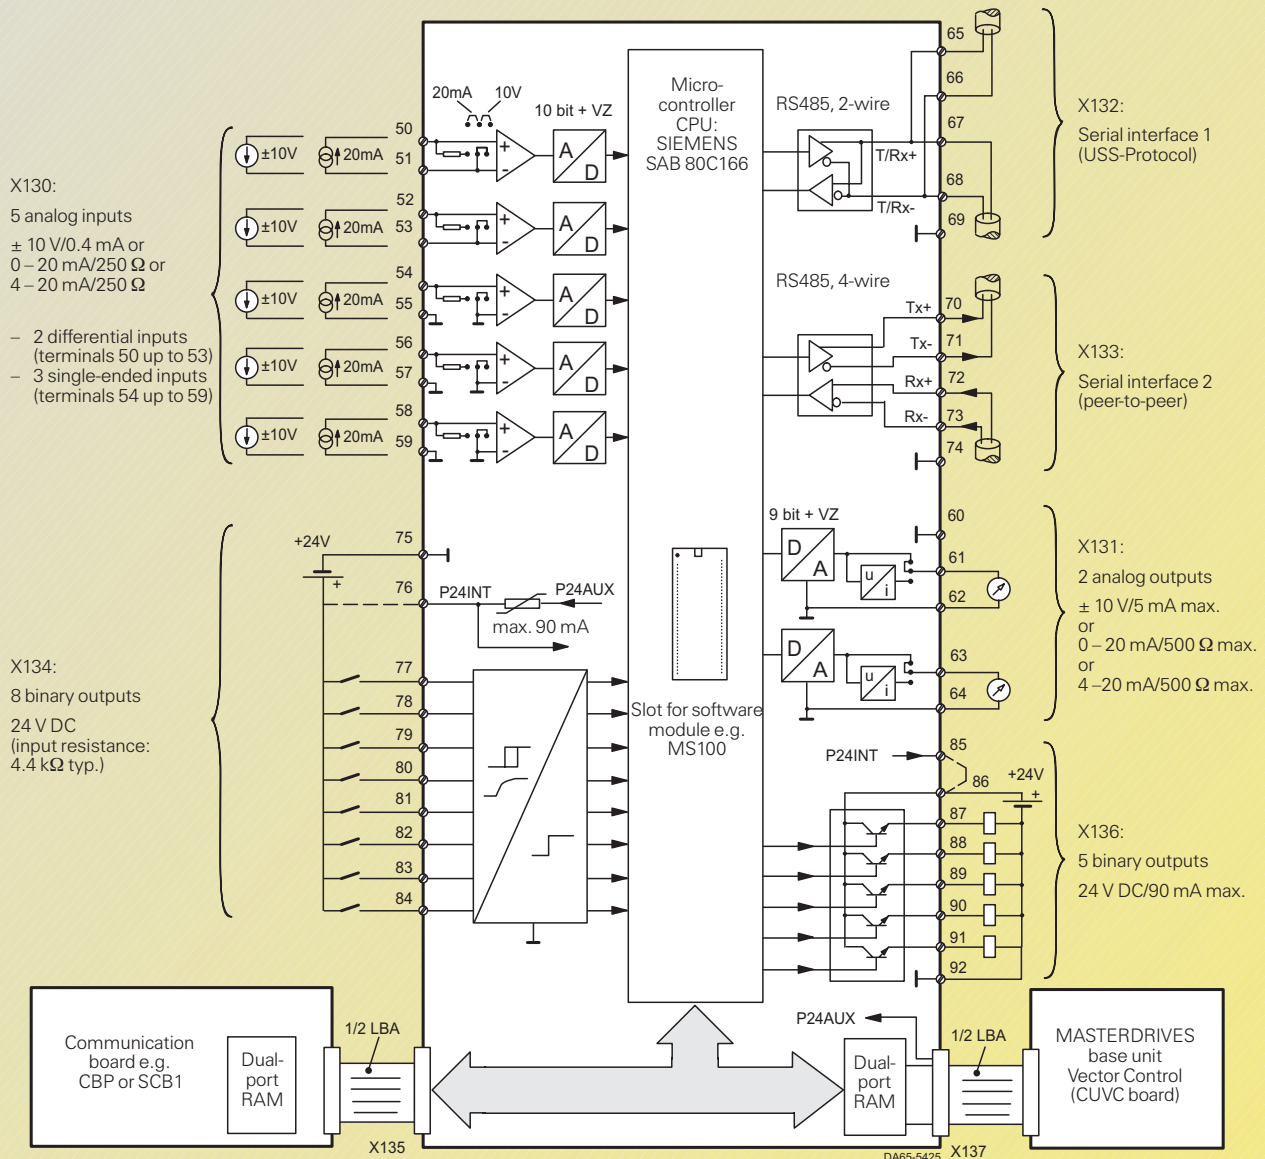 X130:
5 analog inputs
± 10 V/0.4 mA or
0 – 20 mA/250 Ω or
4 – 20 mA/250 Ω
– 2 differential inputs
(terminals 50 up to 53)
– 3 single-ended inputs
(terminals 54 up to 59)
±10V
20mA
50
51
±10V
20mA
52
53
±10V
20mA
54
55
±10V
20mA
56
57
±10V
20mA
58
59
20mA
10V
10 bit + VZ
+
-
A
D
+
-
A
D
+
-
A
D
+
-
A
D
+
-
A
D
Micro-
controller
CPU:
SIEMENS
SAB 80C166
Slot for software
module e.g.
MS100
RS485, 2-wire
T/Rx+
T/Rx-
65
66
67
68
69
X132:
Serial interface 1
(USS-Protocol)
RS485, 4-wire
Tx+
Tx-
Rx+
Rx-
70
71
72
73
74
X133:
Serial interface 2
(peer-to-peer)
9 bit + VZ
D
A
u
i
60
61
62
D
A
u
i
63
64
X131:
2 analog outputs
± 10 V/5 mA max.
or
0 – 20 mA/500 Ω max.
or
4 –20 mA/500 Ω max.
X134:
8 binary outputs
24 V DC
(input resistance:
4.4 kΩ typ.)
+24V
+
75
76
P24INT
P24AUX
max. 90 mA
77
78
79
80
81
82
83
84
P24INT
85
86
+24V
+
87
88
89
90
91
92
X136:
5 binary outputs
24 V DC/90 mA max.
Communication
board e.g.
CBP or SCB1
Dual-
port
RAM
1/2 LBA
X135
P24AUX
Dual-
port
RAM
1/2 LBA
X137
DA65-5425
MASTERDRIVES
base unit
Vector Control
(CUVC board)